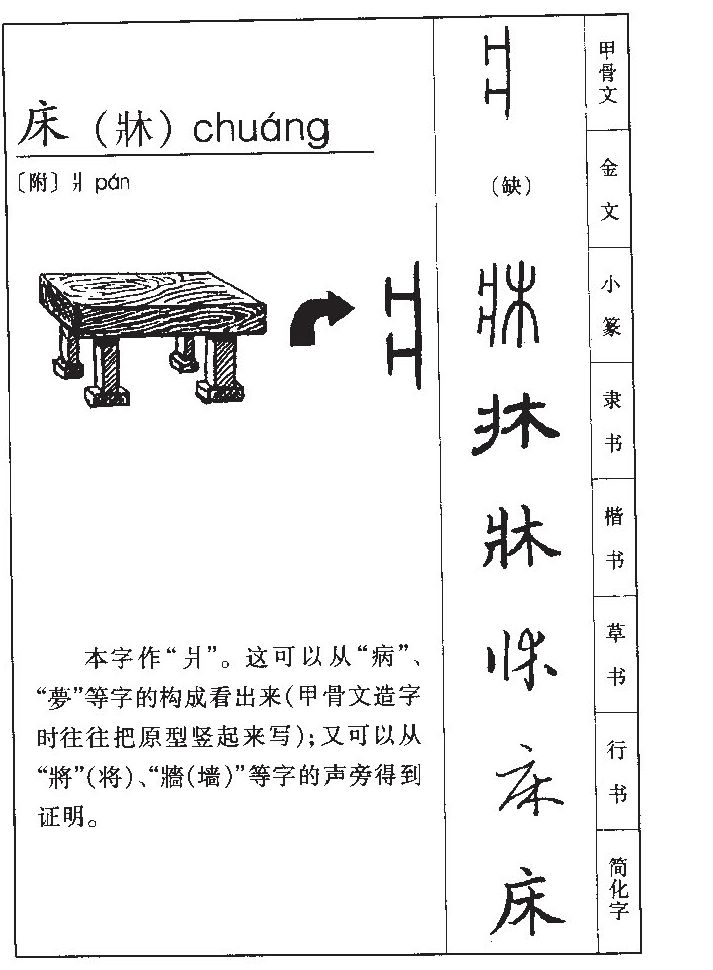 床（牀）chuáng
〔附〕爿 pán
本字作“爿”。这可以从“病”、
“夢”等字的构成看出来(甲骨文造字
时往往把原型竖起来写);又可以从
“將”(将)、“牆(墙)”等字的声旁得到
证明。
爿
甲骨文
（缺）
金文
牀
小篆
牀
隶书
牀
楷书
牀
草书
床
行书
床
简化字